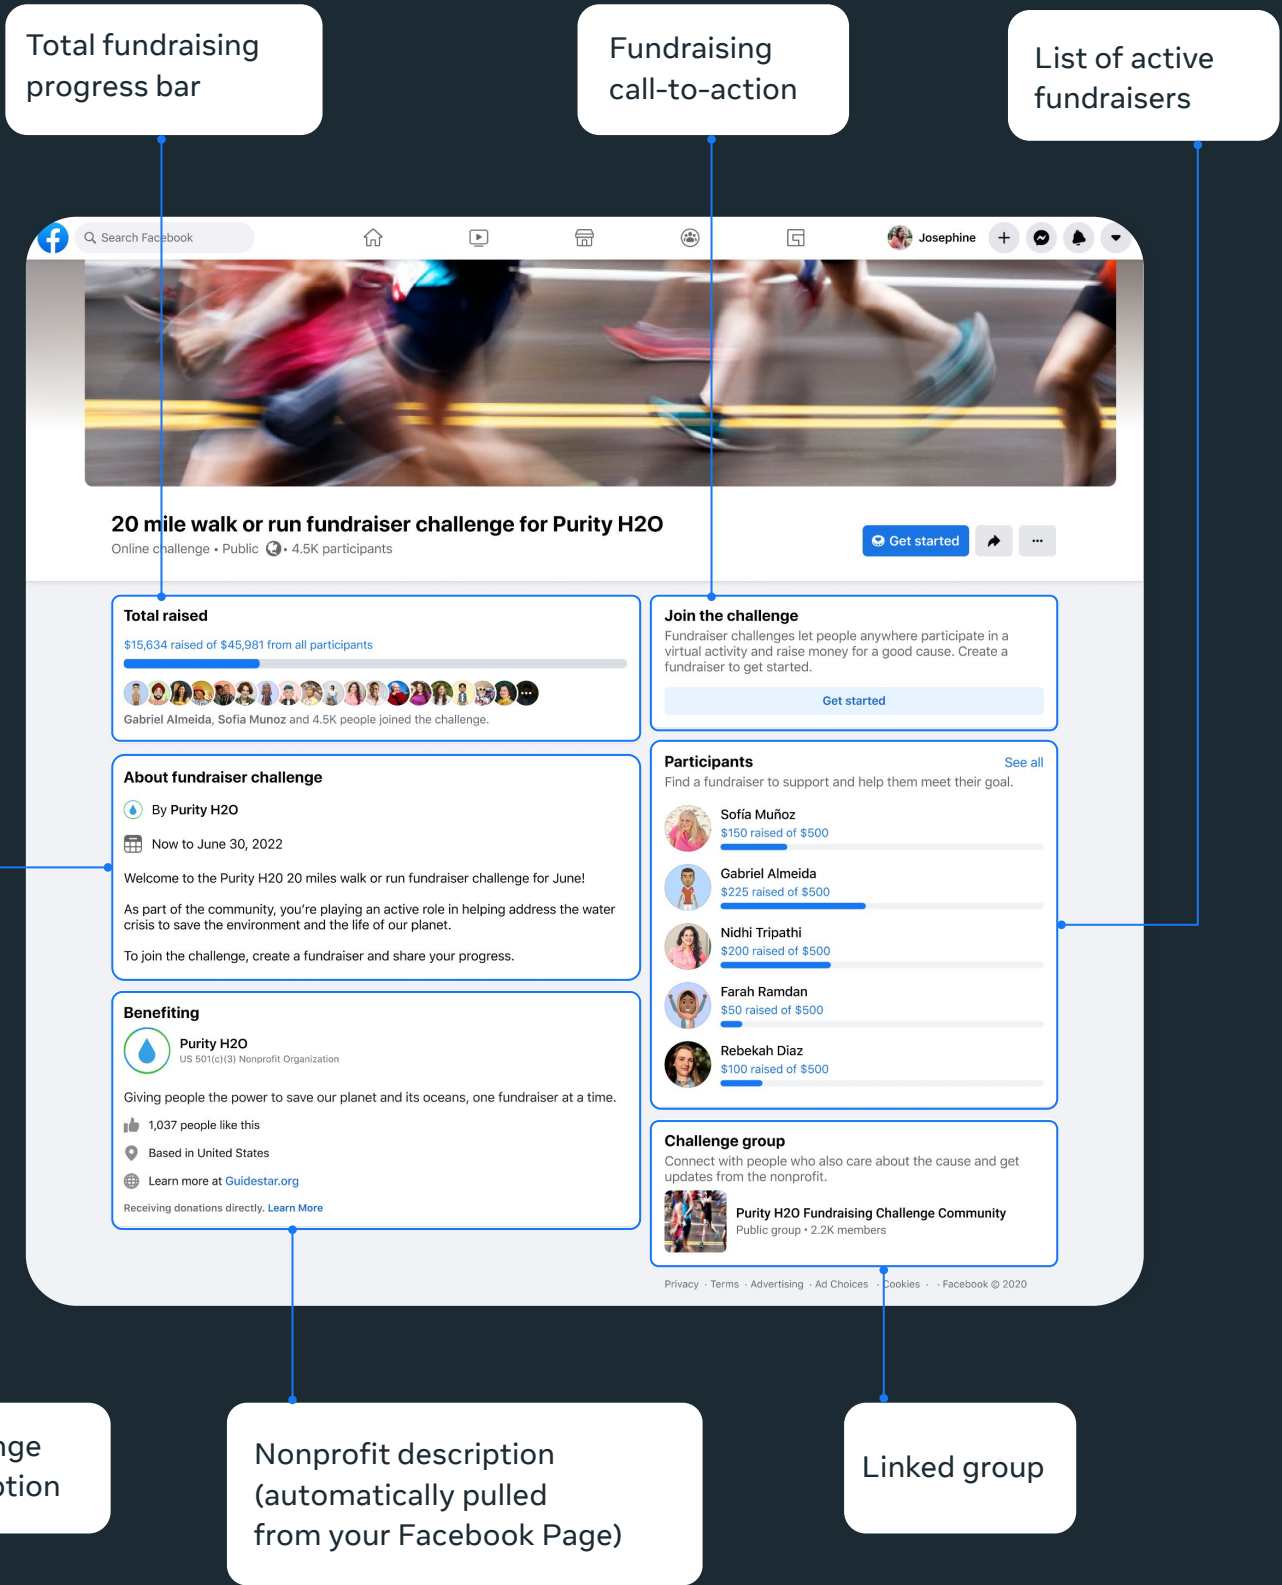 Total fundraising
progress bar
Fundraising
call-to-action
List of active
fundraisers
Search Facebook
Josephine
20 mile walk or run fundraiser challenge for Purity H2O
Online challenge • Public • 4.5K participants
Get started
Total raised
$15,634 raised of $45,981 from all participants
Gabriel Almeida, Sofia Munoz and 4.5K people joined the challenge.
About fundraiser challenge
By Purity H2O
Now to June 30, 2022
Welcome to the Purity H20 20 miles walk or run fundraiser challenge for June!
As part of the community, you're playing an active role in helping address the water
crisis to save the environment and the life of our planet.
To join the challenge, create a fundraiser and share your progress.
Benefiting
Purity H2O
US 501(c)(3) Nonprofit Organization
Giving people the power to save our planet and its oceans, one fundraiser at a time.
1,037 people like this
Based in United States
Learn more at Guidestar.org
Receiving donations directly. Learn More
Join the challenge
Fundraiser challenges let people anywhere participate in a
virtual activity and raise money for a good cause. Create a
fundraiser to get started.
Get started
Participants
See all
Find a fundraiser to support and help them meet their goal.
Sofía Muñoz
$150 raised of $500
Gabriel Almeida
$225 raised of $500
Nidhi Tripathi
$200 raised of $500
Farah Ramdan
$50 raised of $500
Rebekah Diaz
$100 raised of $500
Challenge group
Connect with people who also care about the cause and get
updates from the nonprofit.
Purity H2O Fundraising Challenge Community
Public group • 2.2K members
Privacy · Terms · Advertising · Ad Choices · Cookies · · Facebook © 2020
Nonprofit description
(automatically pulled
from your Facebook Page)
Linked group